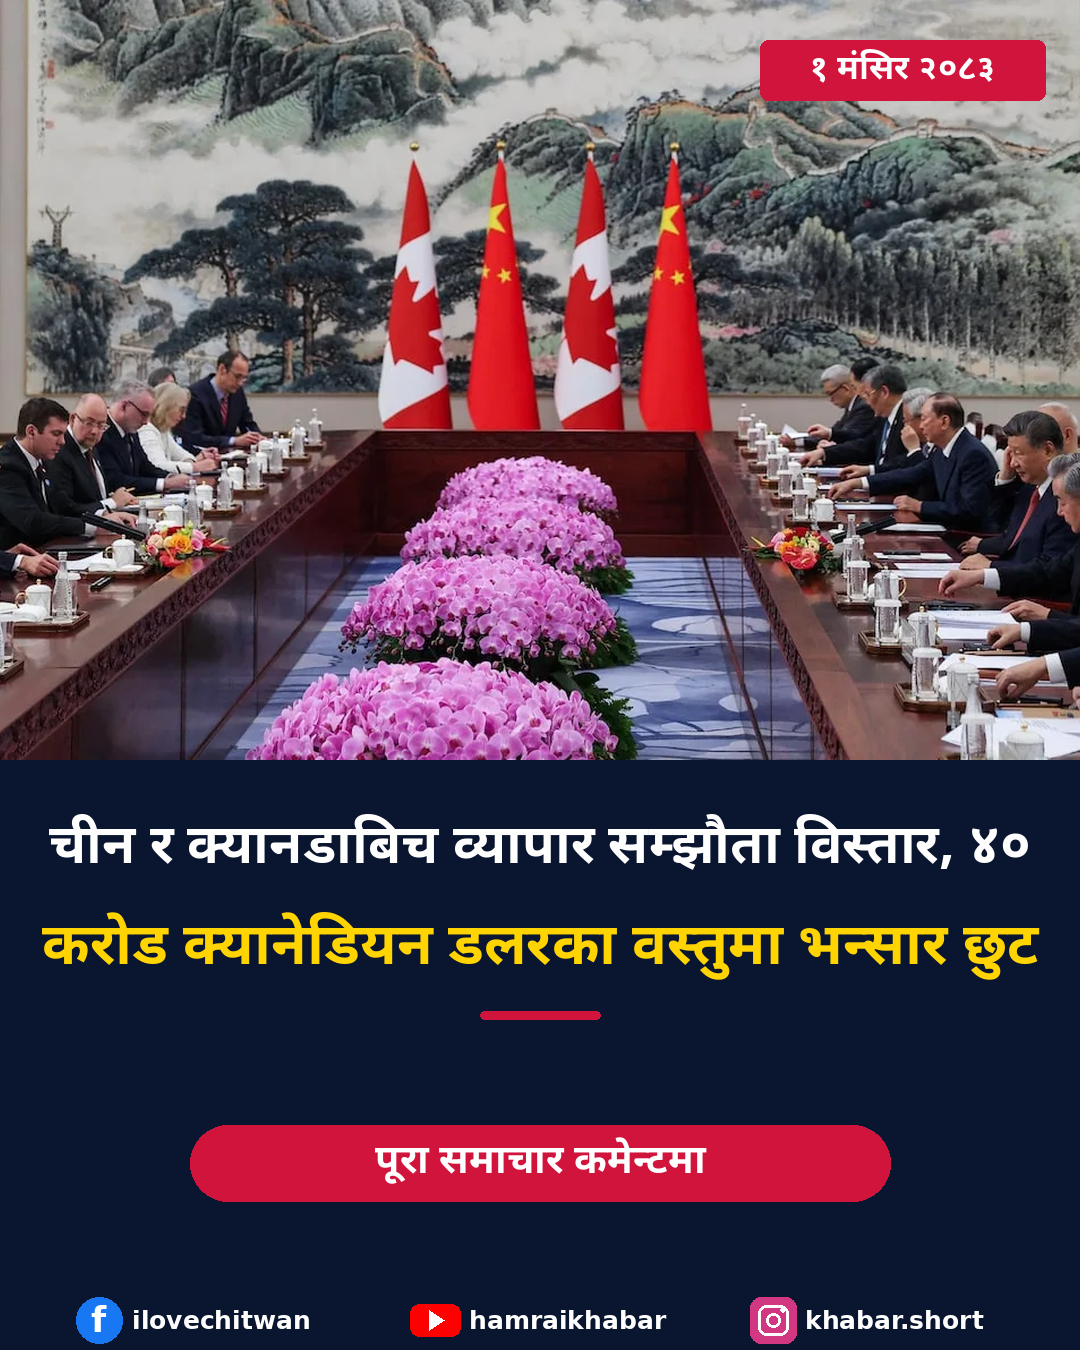 १ मंसिर २०८३
चीन र क्यानडाबिच व्यापार सम्झौता विस्तार, ४०
करोड क्यानेडियन डलरका वस्तुमा भन्सार छुट
पूरा समाचार कमेन्टमा
ilovechitwan
hamraikhabar
khabar.short